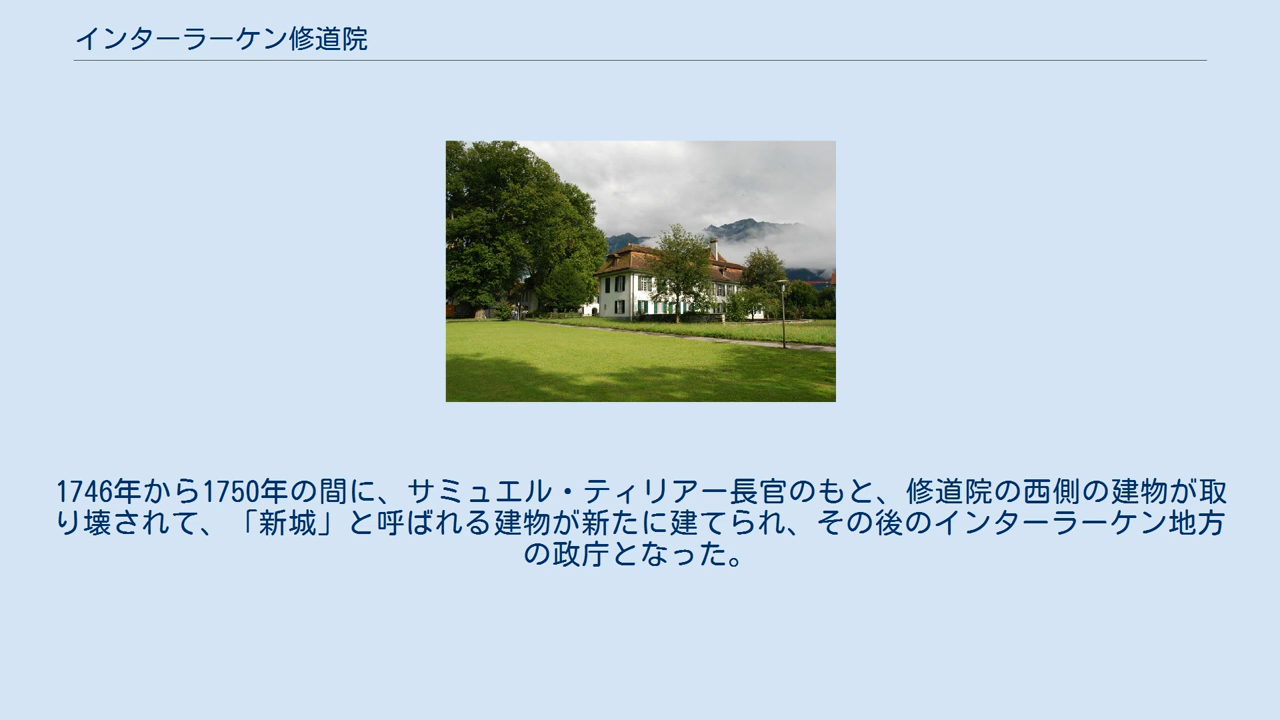 インターラーケン修道院
1746年から1750年の間に、サミュエル・ティリアー長官のもと、修道院の西側の建物が取
り壊されて、「新城」と呼ばれる建物が新たに建てられ、その後のインターラーケン地方
の政庁となった。